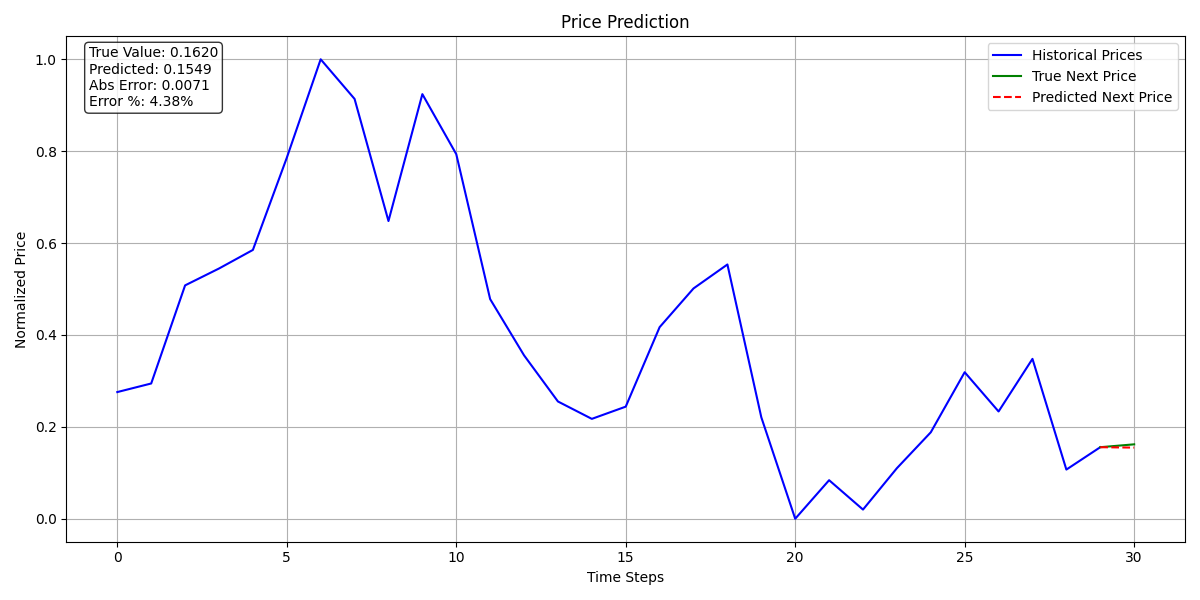 Price Prediction
True Value: 0.1620
Predicted: 0.1549
Abs Error: 0.0071
Error %: 4.38%
Historical Prices
True Next Price
Predicted Next Price
Normalized Price
1.0
0.8
0.6
0.4
0.2
0.0
0 5 10 15 20 25 30
Time Steps